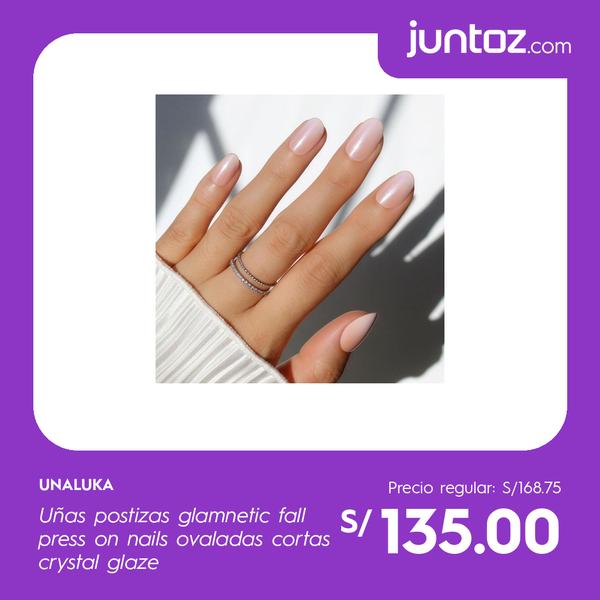 juntoz.com
UNALUKA
Uñas postizas glamnetic fall
press on nails ovaladas cortas
crystal glaze
Precio regular: S/168.75
S/135.00